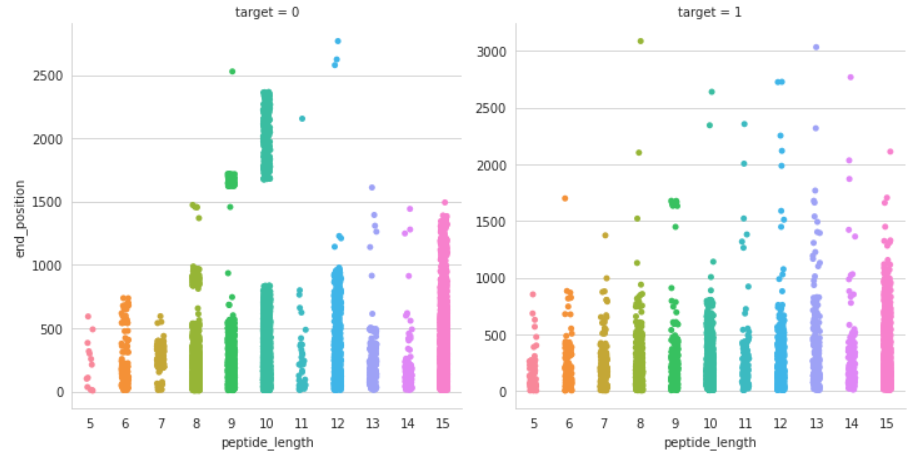 target = 0
2500
2000
1500
1000
500
0
end_position
5 6 7 8 9 10 11 12 13 14 15
peptide_length
target = 1
3000
2500
2000
1500
1000
500
0
5 6 7 8 9 10 11 12 13 14 15
peptide_length